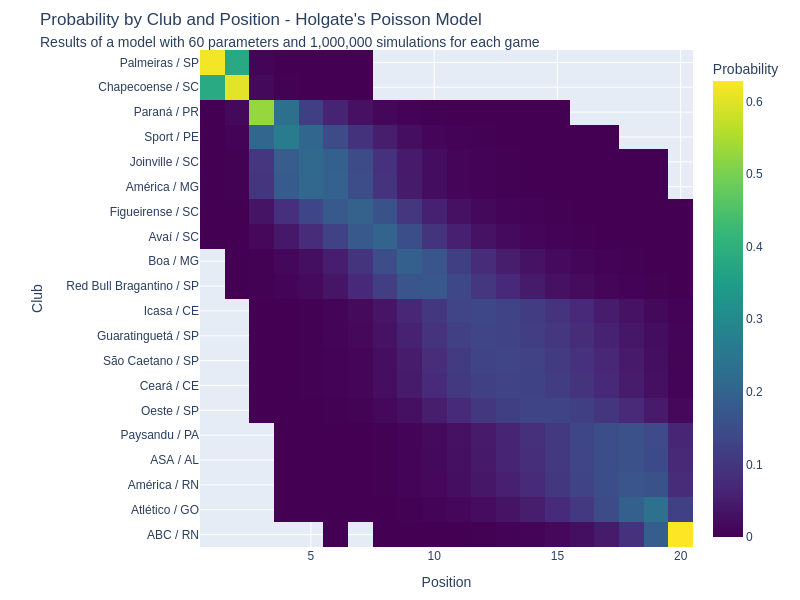 Probability by Club and Position - Holgate's Poisson Model
Results of a model with 60 parameters and 1,000,000 simulations for each game
Probability
Palmeiras / SP
Chapecoense / SC
Paraná / PR
Sport / PE
Joinville / SC
América / MG
Figueirense / SC
Avaí / SC
Boa / MG
Red Bull Bragantino / SP
Icasa / CE
Guaratinguetá / SP
São Caetano / SP
Ceará / CE
Oeste / SP
Paysandu / PA
ASA / AL
América / RN
Atlético / GO
ABC / RN
Club
5
10
15
20
Position
0.6
0.5
0.4
0.3
0.2
0.1
0